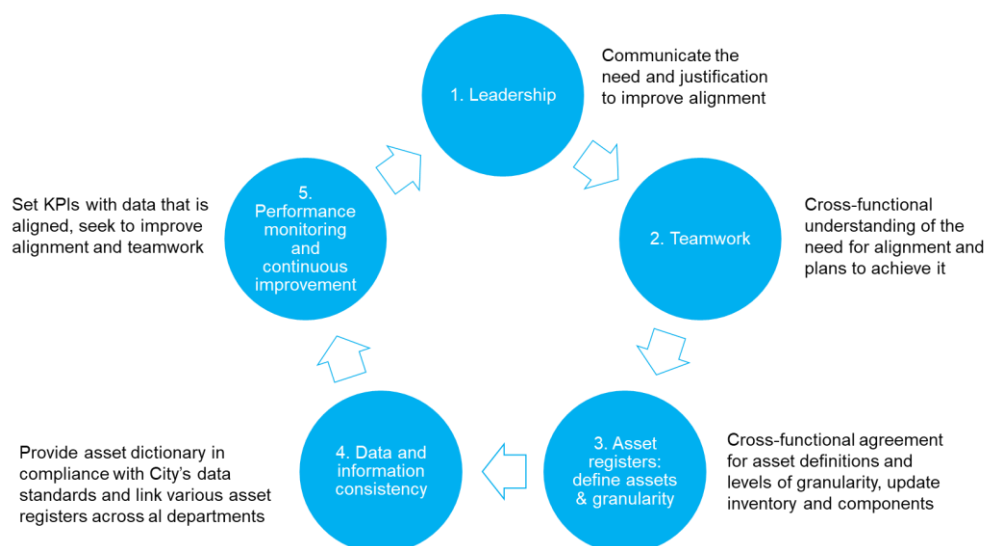 1. Leadership
Communicate the
need and justification
to improve alignment
2. Teamwork
Cross-functional
understanding of the
need for alignment and
plans to achieve it
3. Asset
registers:
define assets
& granularity
Cross-functional agreement
for asset definitions and
levels of granularity, update
inventory and components
4. Data and
information
consistency
Provide asset dictionary in
compliance with City's data
standards and link various asset
registers across al departments
5.
Performance
monitoring
and
continuous
improvement
Set KPIs with data that is
aligned, seek to improve
alignment and teamwork